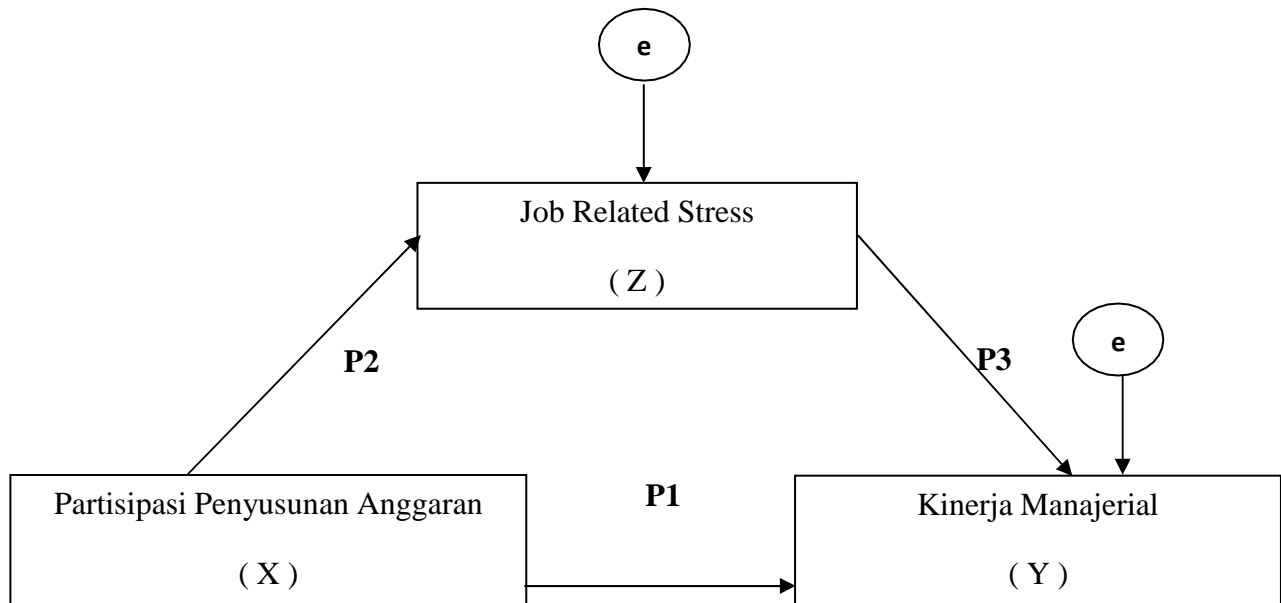 e
Job Related Stress
( Z )
e
P2
P3
P1
Partisipasi Penyusunan Anggaran
( X )
Kinerja Manajerial
( Y )